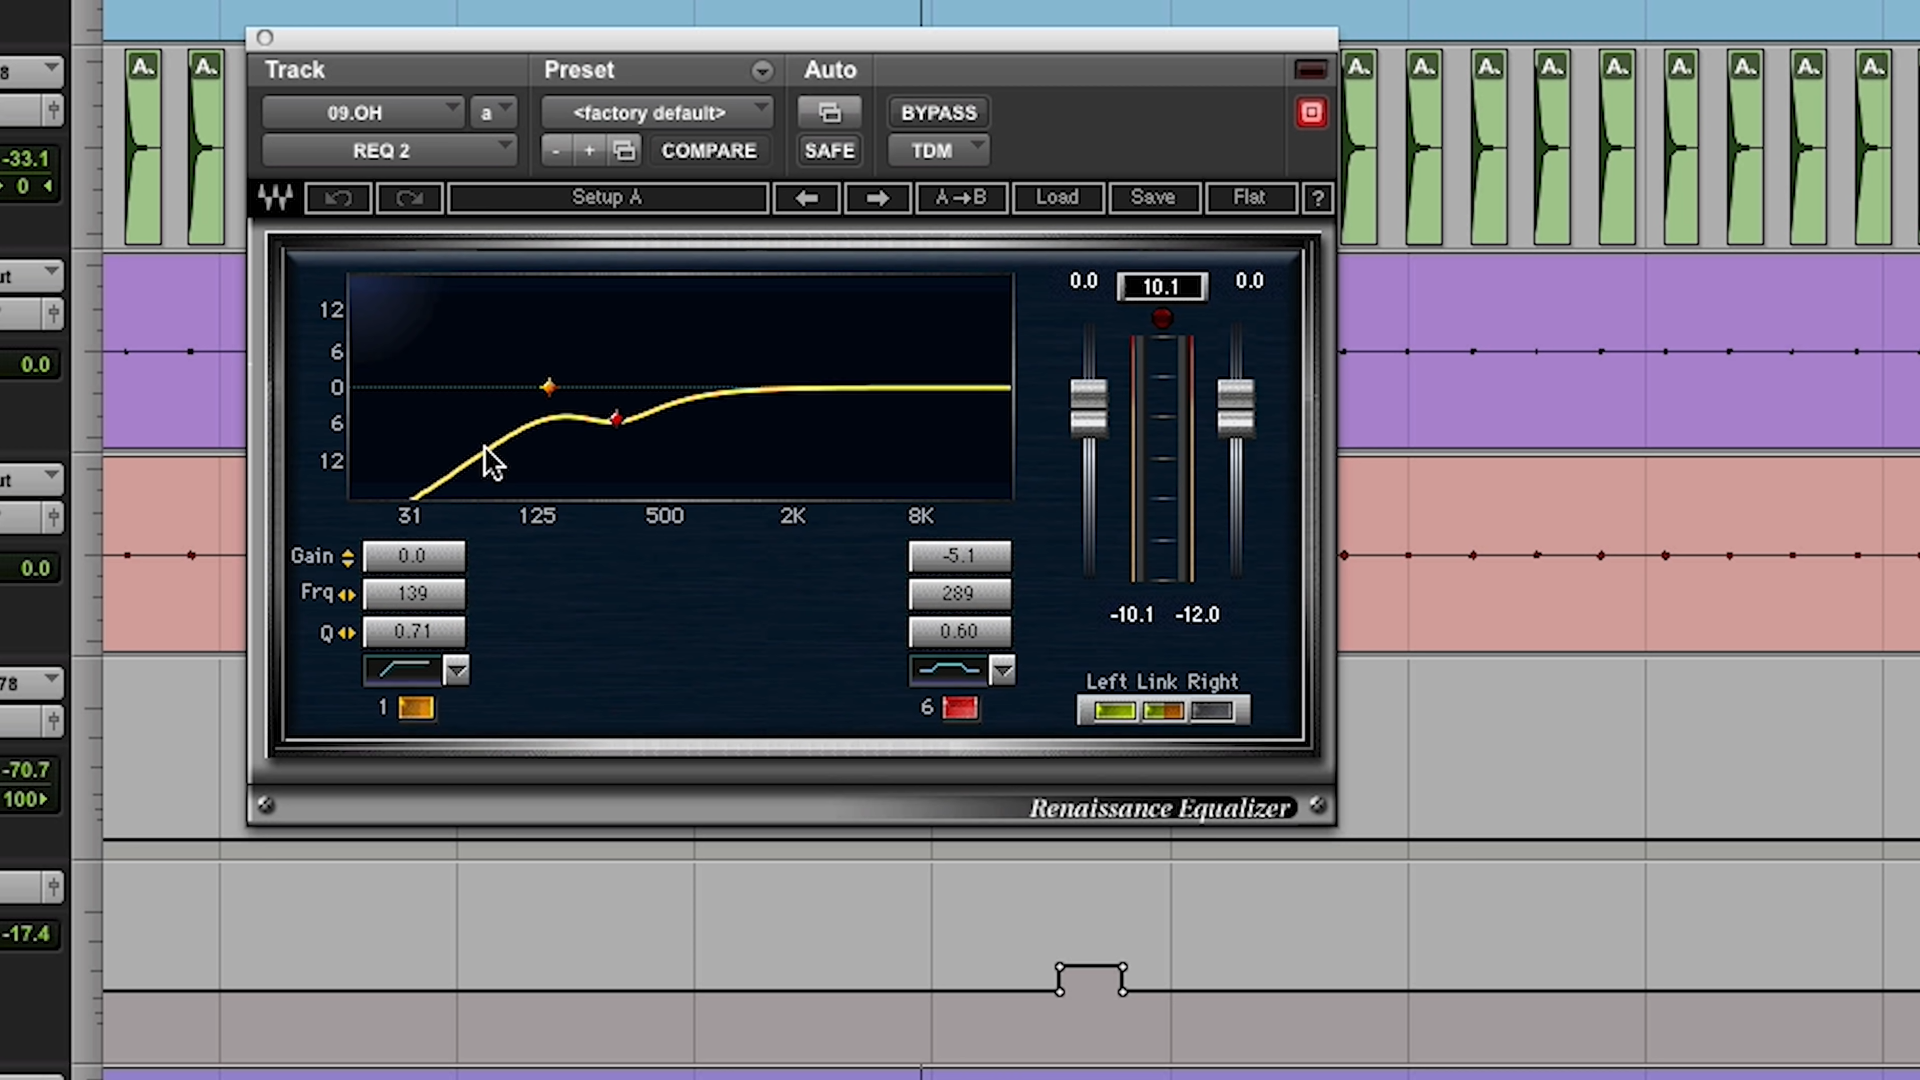 Track Preset Auto
09.OH a <factory default> BYPASS
REQ 2 - + COMPARE SAFE TDM
Setup A A→B Load Save Flat ?
12
6
0
6
12
31 125 500 2K 8K
Gain 0.0 -5.1
Frq 139 289
Q 0.71 0.60
1 6
0.0 10.1 0.0
-10.1 -12.0
Left Link Right
Renaissance Equalizer
8
-33.1
0
ut
0.0
ut
0.0
78
-70.7
100
-17.4
A. A. A. A. A. A. A. A. A. A. A.